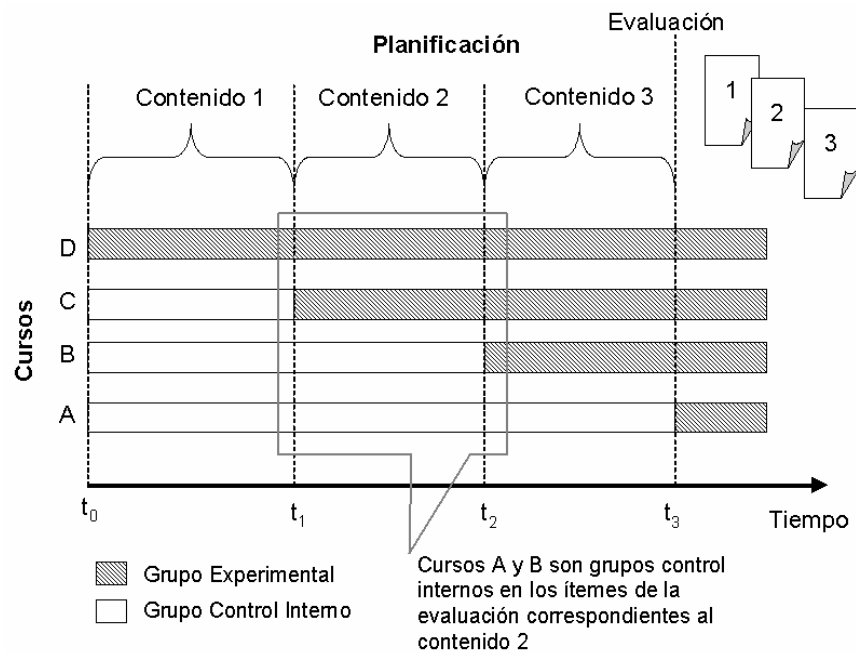 Evaluación
Planificación
Contenido 1
Contenido 2
Contenido 3
1
2
3
Cursos
D
C
B
A
t0
t1
t2
t3
Tiempo
Grupo Experimental
Grupo Control Interno
Cursos A y B son grupos control
internos en los ítemes de la
evaluación correspondientes al
contenido 2